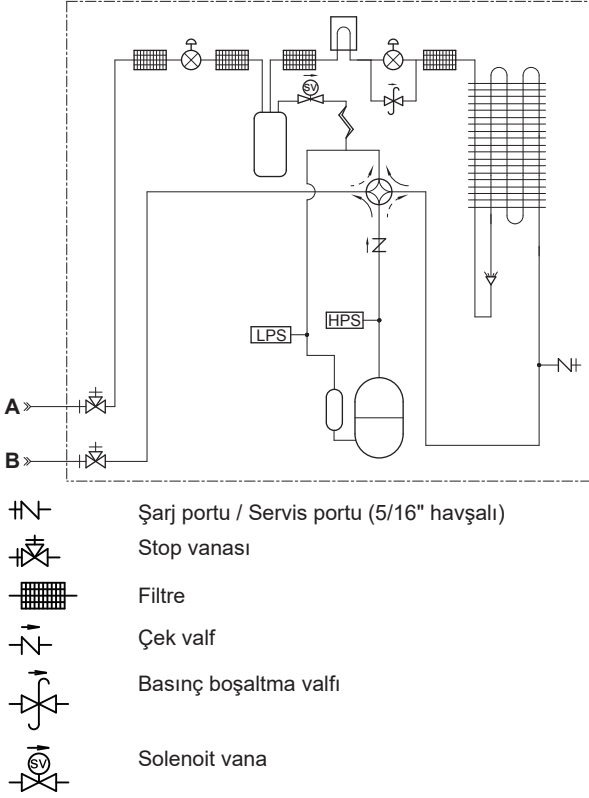 SV
LPS
HPS
A
B
Şarj portu / Servis portu (5/16" havşalı)
Stop vanası
Filtre
Çek valf
Basınç boşaltma valfı
SV
Solenoit vana